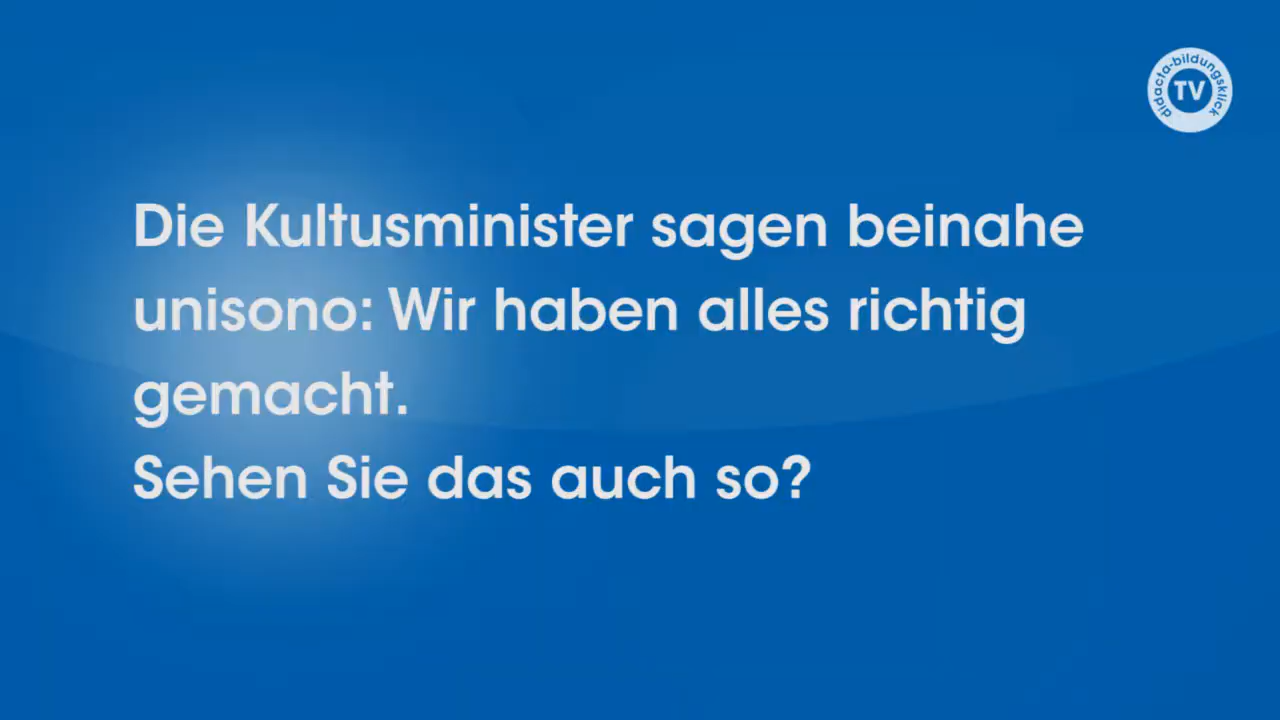 didacta-bildungsklick
TV
Die Kultusminister sagen beinahe
unisono: Wir haben alles richtig
gemacht.
Sehen Sie das auch so?